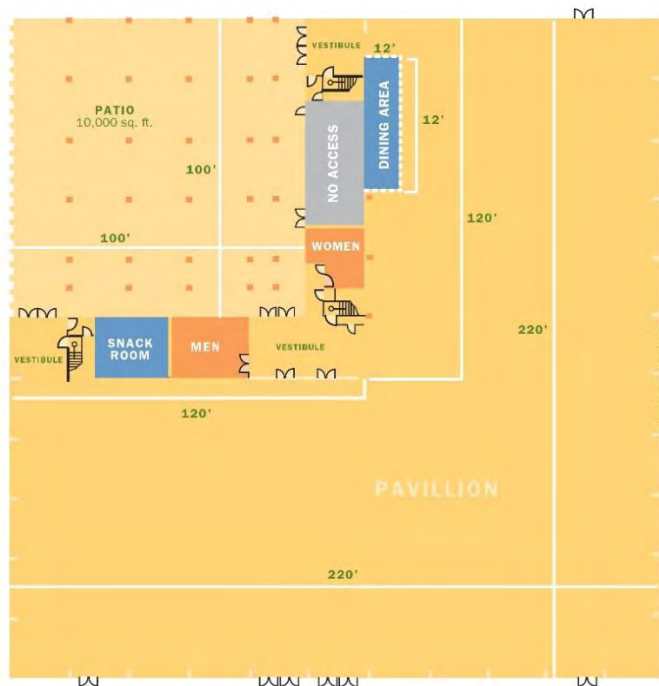 VESTIBULE
12'
PATIO
10,000 sq. ft.
DINING AREA
12'
NO ACCESS
100'
120'
100'
WOMEN
220'
SNACK
ROOM
MEN
VESTIBULE
VESTIBULE
120'
PAVILLION
220'